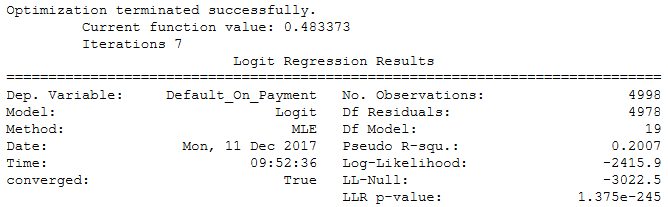 Optimization terminated successfully.
Current function value: 0.483373
Iterations 7
Logit Regression Results
==============================================================================
Dep. Variable: Default_On_Payment No. Observations: 4998
Model: Logit Df Residuals: 4978
Method: MLE Df Model: 19
Date: Mon, 11 Dec 2017 Pseudo R-squ.: 0.2007
Time: 09:52:36 Log-Likelihood: -2415.9
converged: True LL-Null: -3022.5
LLR p-value: 1.375e-245